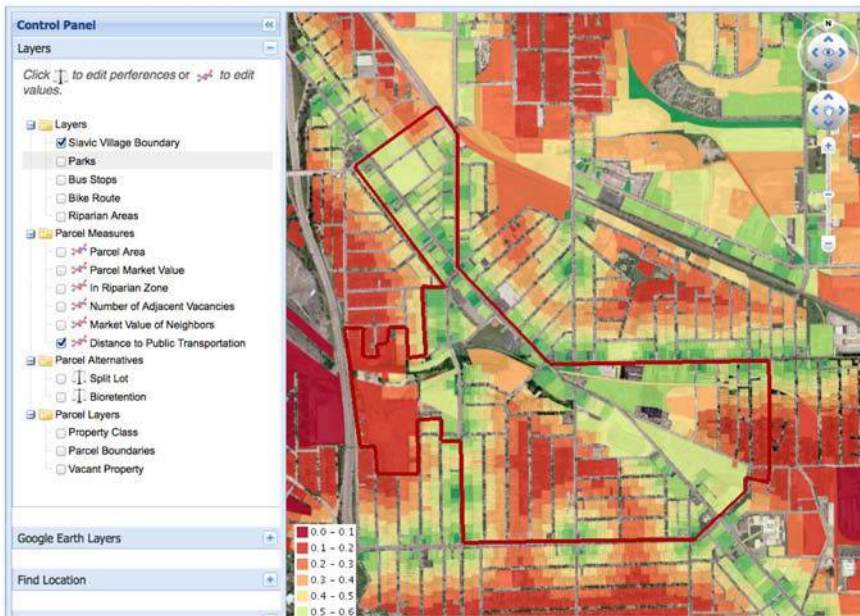 Control Panel
Layers
Click to edit perferences or to edit
values.
Layers
Slavic Village Boundary
Parks
Bus Stops
Bike Route
Riparian Areas
Parcel Measures
Parcel Area
Parcel Market Value
In Riparian Zone
Number of Adjacent Vacancies
Market Value of Neighbors
Distance to Public Transportation
Parcel Alternatives
Split Lot
Bioretention
Parcel Layers
Property Class
Parcel Boundaries
Vacant Property
Google Earth Layers
Find Location
N
0.0 - 0.1
0.1 - 0.2
0.2 - 0.3
0.3 - 0.4
0.4 - 0.5
0.5 - 0.6